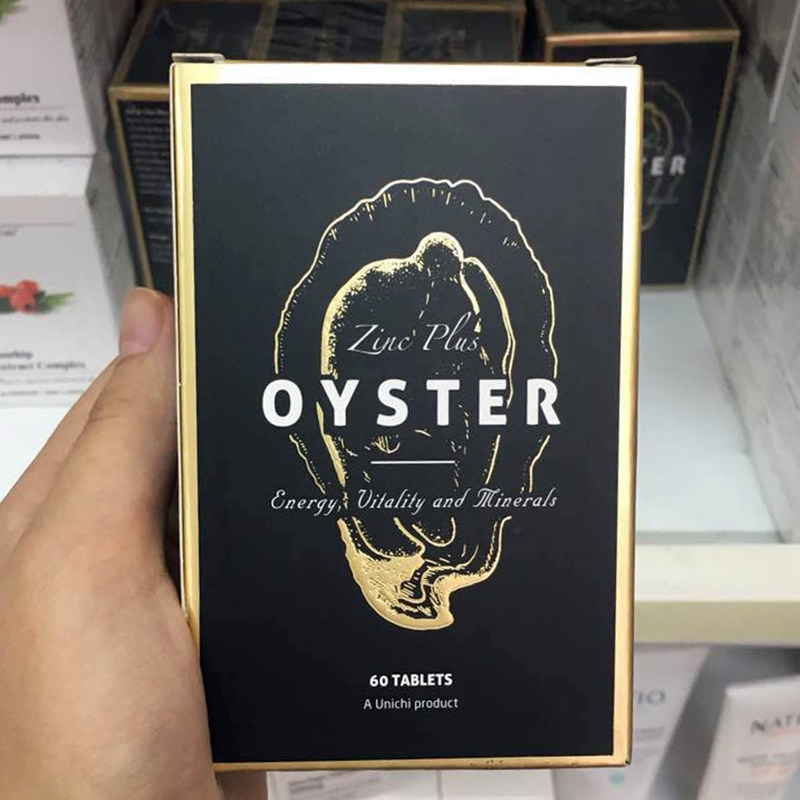 Zinc Plus
OYSTER
Energy, Vitality and Minerals
60 TABLETS
A Unichi product